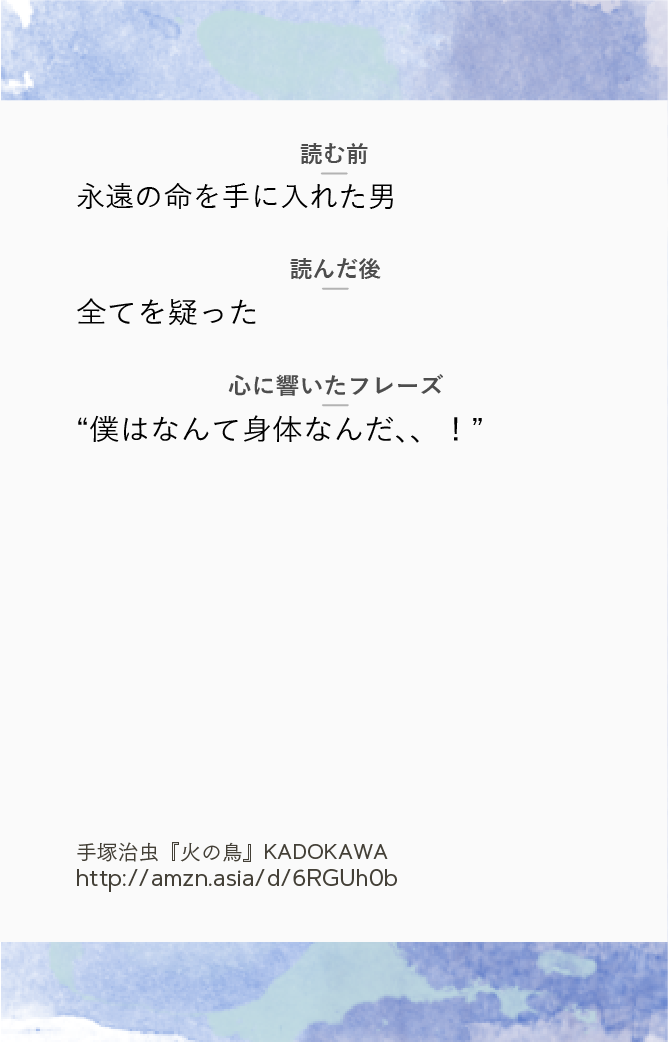 読む前
永遠の命を手に入れた男
読んだ後
全てを疑った
心に響いたフレーズ
“僕はなんて身体なんだ、、！”
手塚治虫『火の鳥』KADOKAWA
http://amzn.asia/d/6RGUh0b